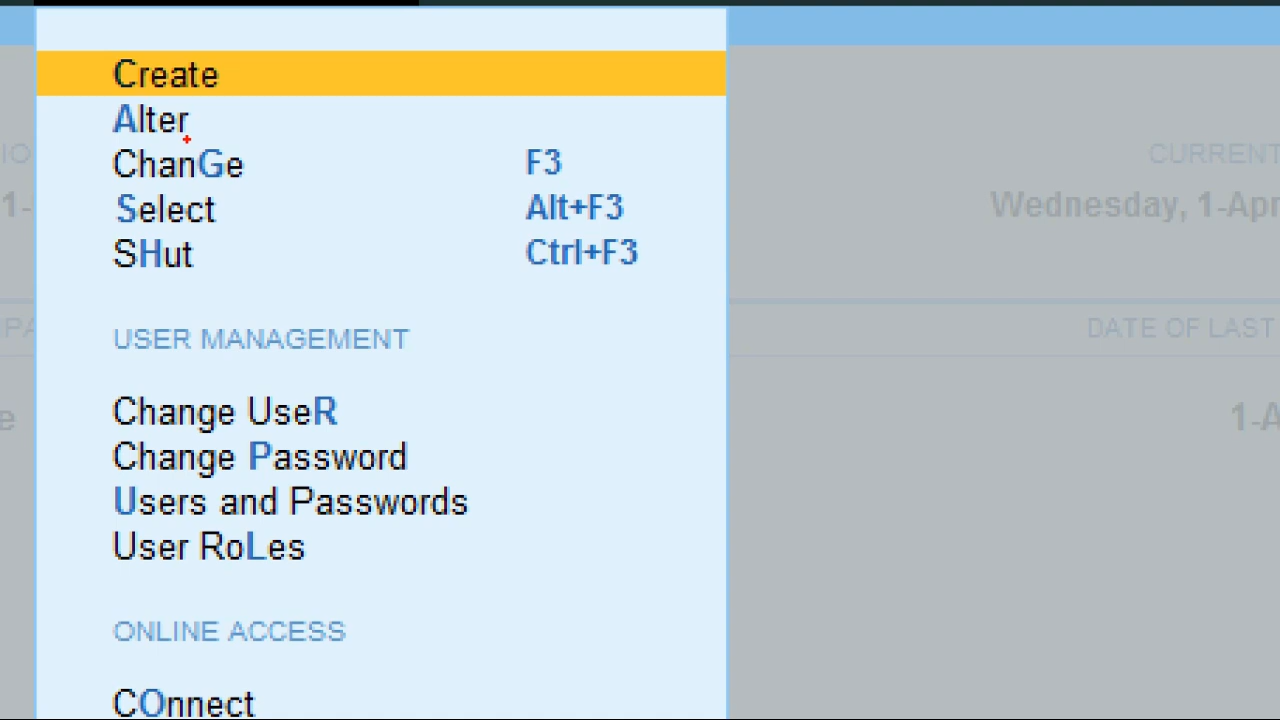 Create
Alter
ChanGe F3
Select Alt+F3
SHut Ctrl+F3
USER MANAGEMENT
Change UseR
Change Password
Users and Passwords
User RoLes
ONLINE ACCESS
COnnect
CURRENT
Wednesday, 1-Apr
DATE OF LAST
1-A